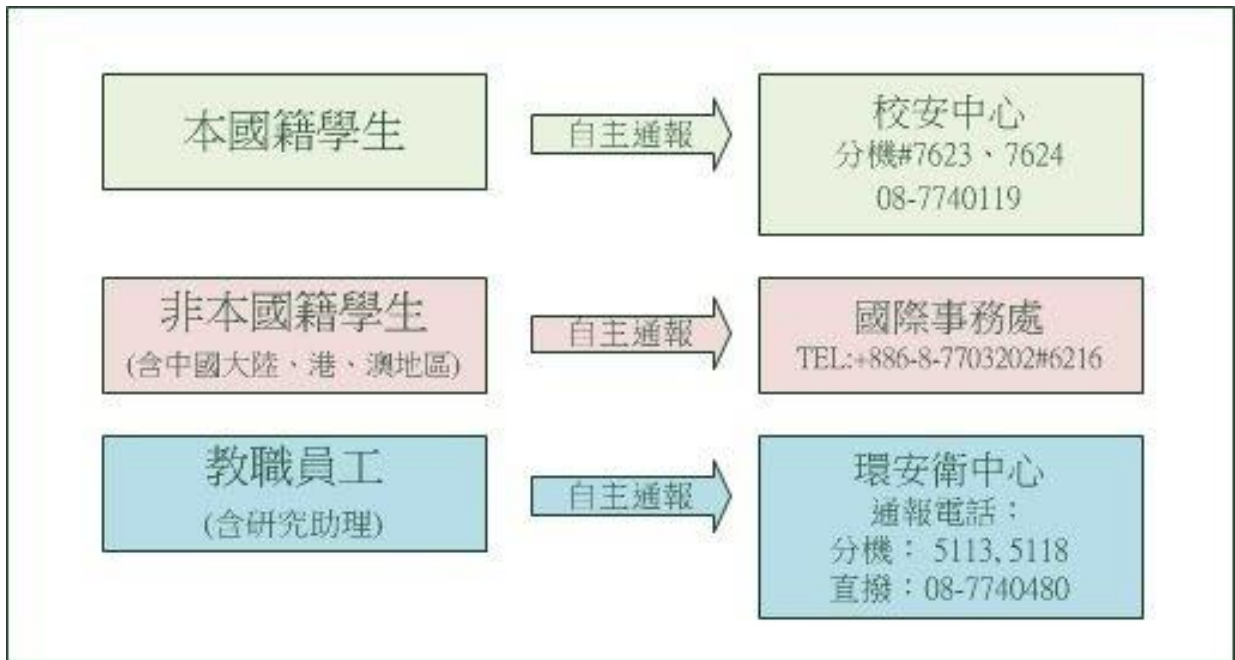 本國籍學生
自主通報
校安中心
分機#7623、7624
08-7740119
非本國籍學生
(含中國大陸、港、澳地區)
自主通報
國際事務處
TEL:+886-8-7703202#6216
教職員工
(含研究助理)
自主通報
環安衛中心
通報電話：
分機： 5113, 5118
直撥：08-7740480